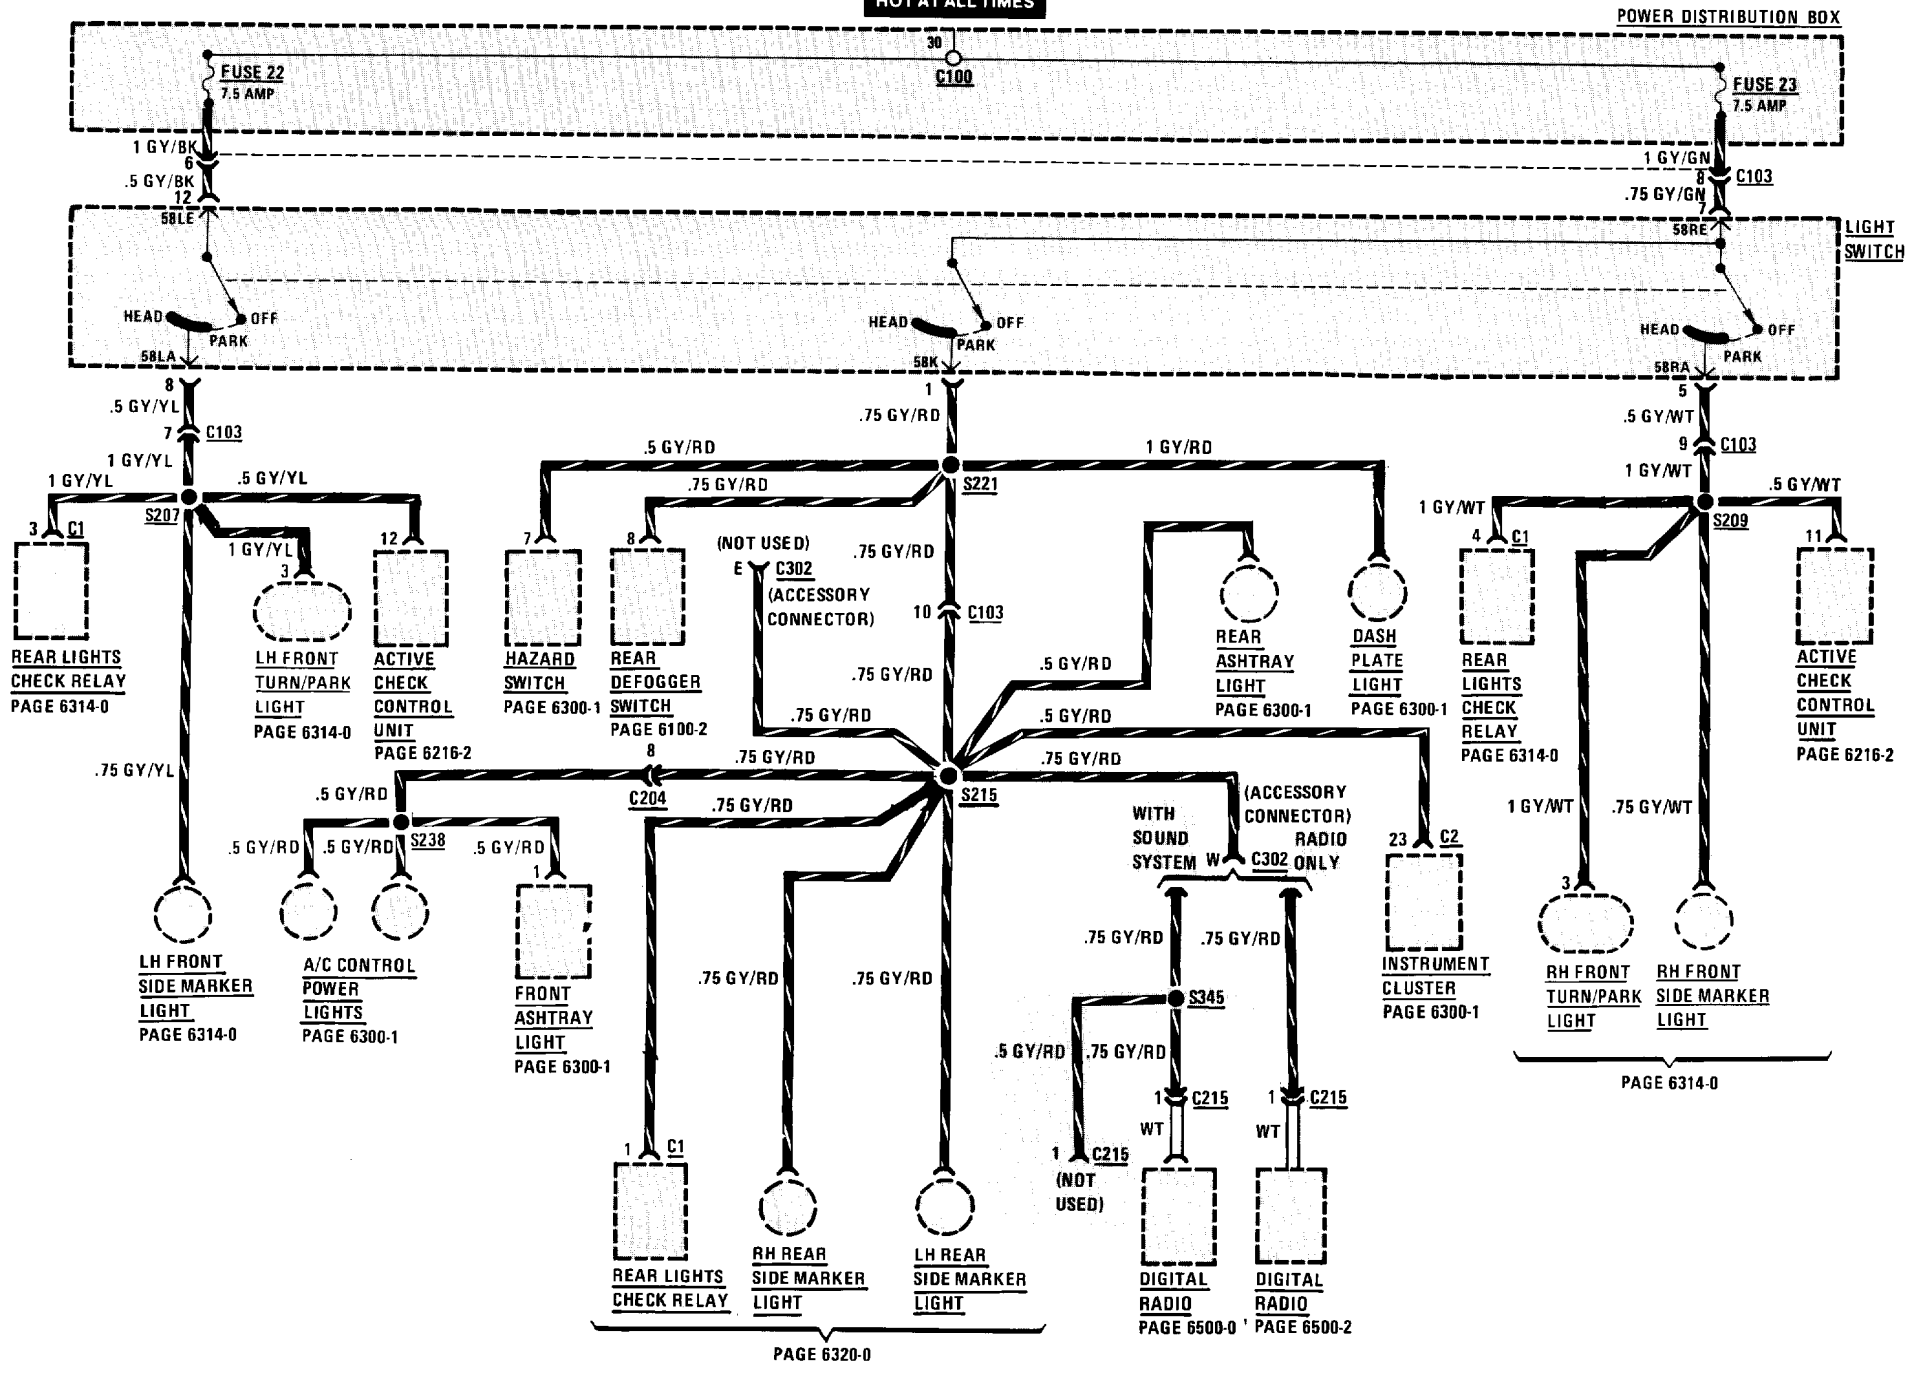 HOT AT ALL TIMES
POWER DISTRIBUTION BOX
30
C100
FUSE 22
7.5 AMP
FUSE 23
7.5 AMP
1 GY/BK
6
.5 GY/BK
12
1 GY/GN
8
C103
.75 GY/GN
7
58LE
58RE
LIGHT
SWITCH
HEAD
OFF
PARK
HEAD
OFF
PARK
HEAD
OFF
PARK
58LA
58K
58RA
8
.5 GY/YL
7
C103
1 GY/YL
1 GY/YL
.5 GY/YL
S207
3
C1
1 GY/YL
3
12
REAR LIGHTS
CHECK RELAY
PAGE 6314-0
LH FRONT
TURN/PARK
LIGHT
PAGE 6314-0
ACTIVE
CHECK
CONTROL
UNIT
PAGE 6216-2
.75 GY/YL
LH FRONT
SIDE MARKER
LIGHT
PAGE 6314-0
1
.75 GY/RD
.5 GY/RD
1 GY/RD
.75 GY/RD
S221
7
8
HAZARD
SWITCH
PAGE 6300-1
REAR
DEFOGGER
SWITCH
PAGE 6100-2
(NOT USED)
E
C302
(ACCESSORY
CONNECTOR)
.75 GY/RD
10
C103
.75 GY/RD
.5 GY/RD
REAR
ASHTRAY
LIGHT
PAGE 6300-1
DASH
PLATE
LIGHT
PAGE 6300-1
.75 GY/RD
.5 GY/RD
8
C204
.75 GY/RD
.75 GY/RD
S215
.75 GY/RD
.5 GY/RD
S238
.5 GY/RD
.5 GY/RD
.5 GY/RD
1
A/C CONTROL
POWER
LIGHTS
PAGE 6300-1
FRONT
ASHTRAY
LIGHT
PAGE 6300-1
WITH
SOUND
SYSTEM
(ACCESSORY
CONNECTOR)
RADIO
ONLY
W
C302
23
C2
INSTRUMENT
CLUSTER
PAGE 6300-1
.75 GY/RD
.75 GY/RD
.75 GY/RD
.75 GY/RD
S345
.5 GY/RD
.75 GY/RD
1
C215
1
C215
WT
WT
1
C215
(NOT
USED)
1
C1
REAR LIGHTS
CHECK RELAY
RH REAR
SIDE MARKER
LIGHT
LH REAR
SIDE MARKER
LIGHT
PAGE 6320-0
DIGITAL
RADIO
PAGE 6500-0
DIGITAL
RADIO
PAGE 6500-2
5
.5 GY/WT
9
C103
1 GY/WT
1 GY/WT
.5 GY/WT
S209
4
C1
11
REAR
LIGHTS
CHECK
RELAY
PAGE 6314-0
ACTIVE
CHECK
CONTROL
UNIT
PAGE 6216-2
1 GY/WT
.75 GY/WT
3
RH FRONT
TURN/PARK
LIGHT
RH FRONT
SIDE MARKER
LIGHT
PAGE 6314-0